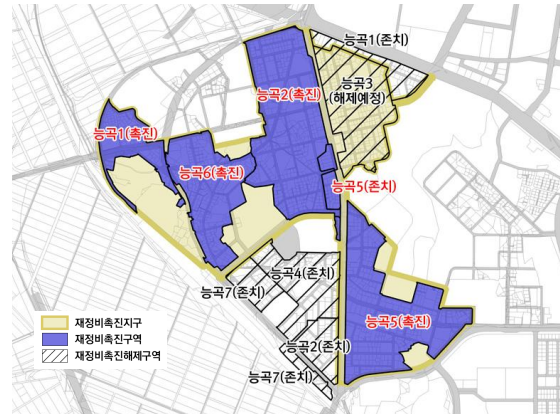 능곡1(존치)
능곡2(촉진)
능곡3
(해제예정)
능곡1(촉진)
능곡6(촉진)
능곡5(존치)
능곡4(존치)
능곡7(존치)
능곡5(촉진)
능곡2(존치)
능곡7(존치)
재정비촉진지구
재정비촉진구역
재정비촉진해제구역